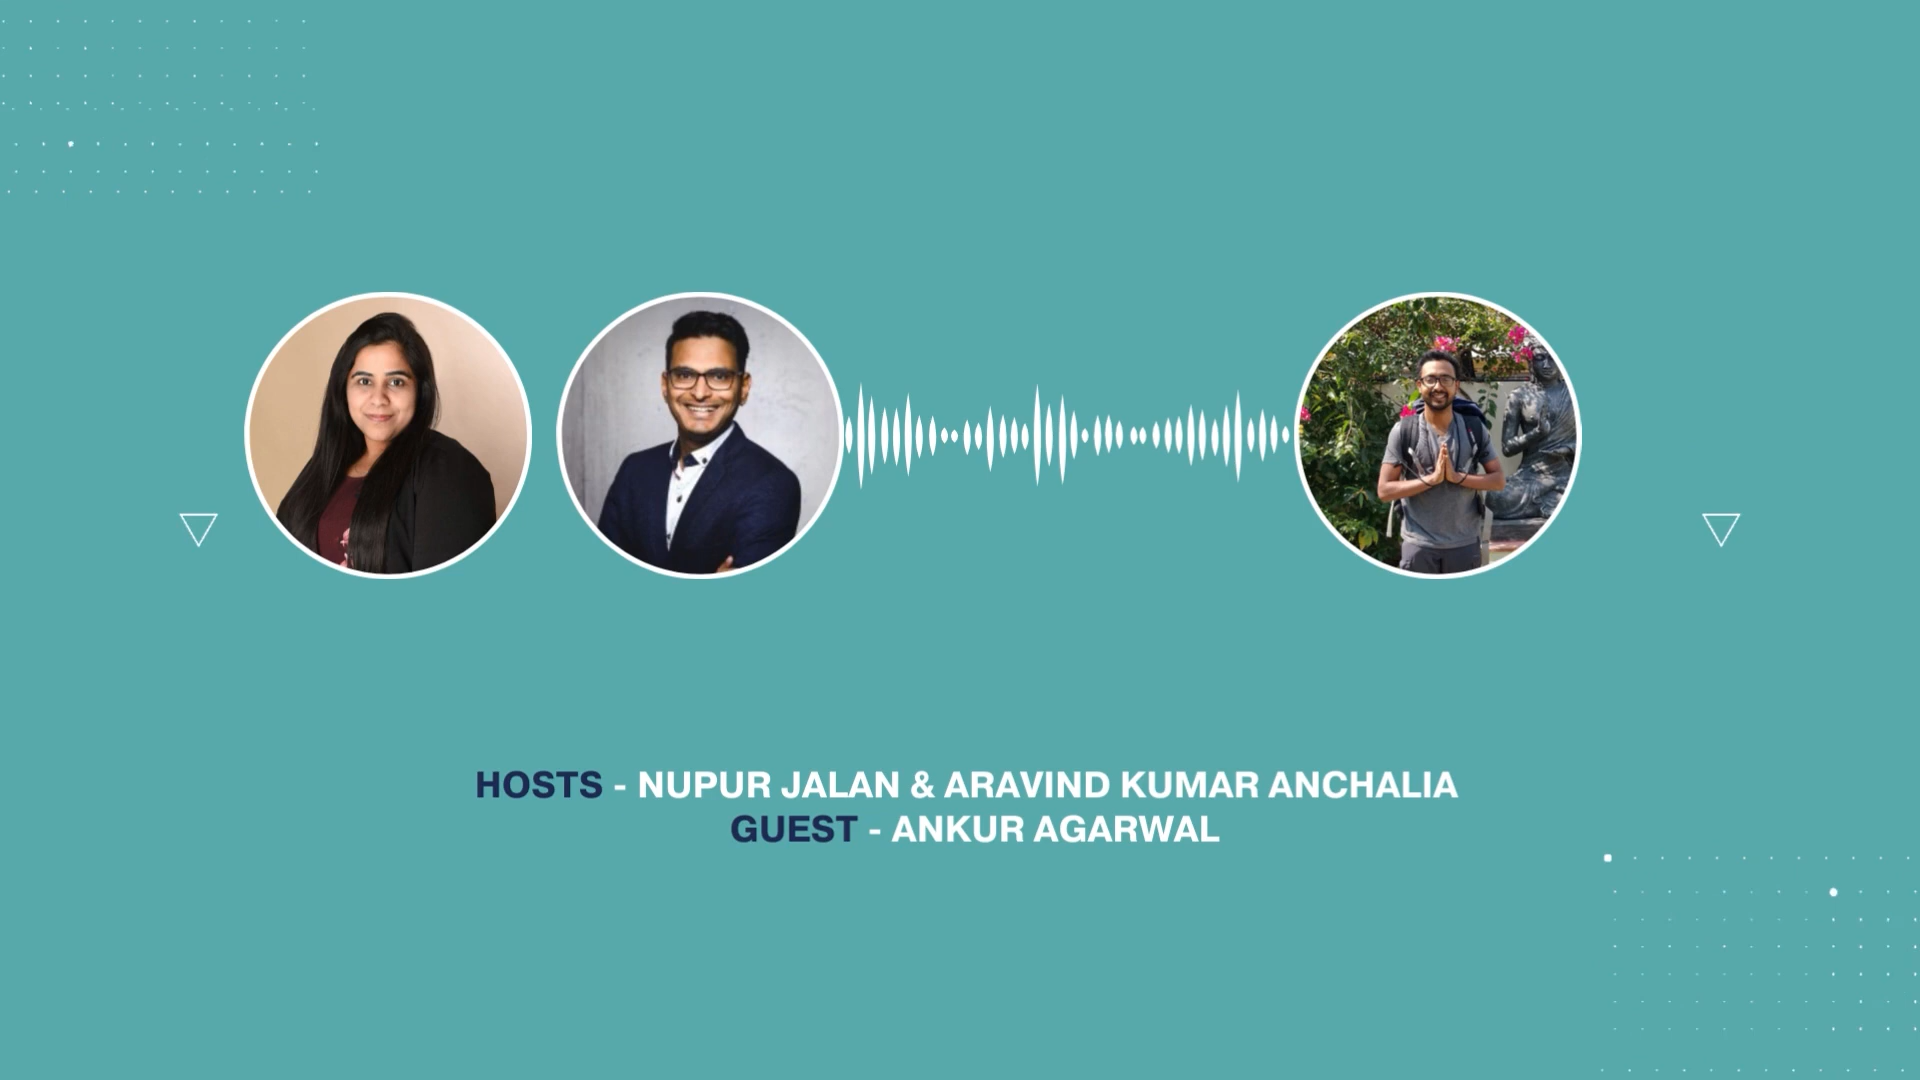 HOSTS - NUPUR JALAN & ARAVIND KUMAR ANCHALIA
GUEST - ANKUR AGARWAL